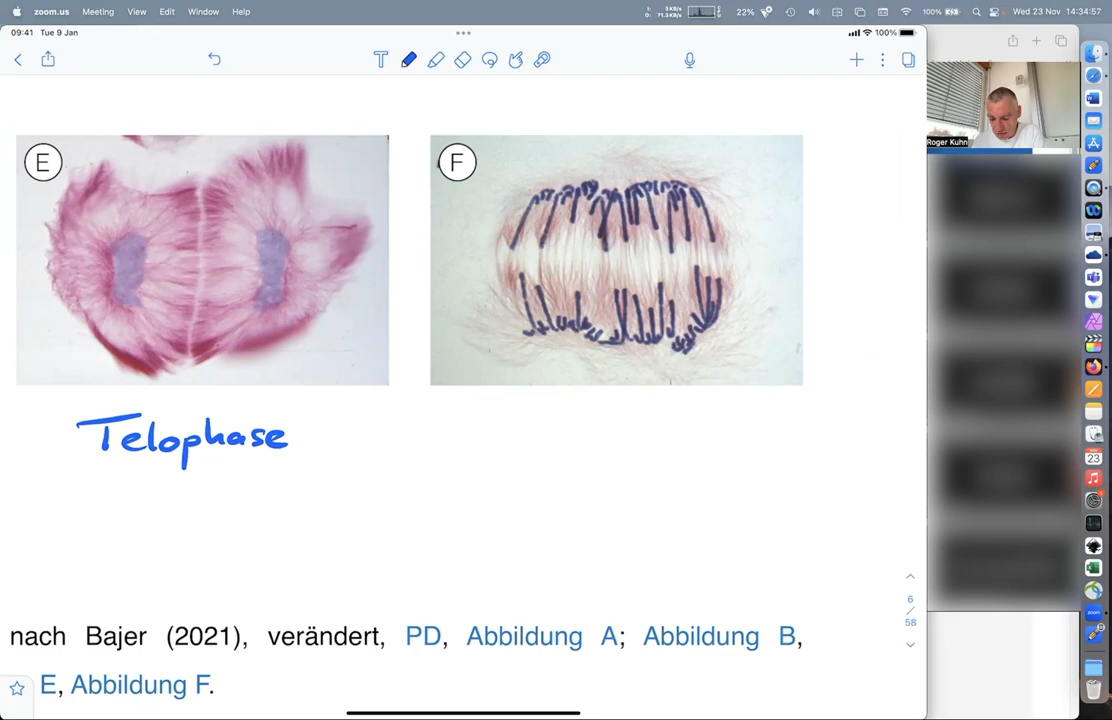 zoom.us Meeting View Edit Window Help
22% 100% Wed 23 Nov 14:34:57
09:41 Tue 9 Jan
100%
T
Roger Kuhn
E
F
Telophase
6
/
58
nach Bajer (2021), verändert, PD, Abbildung A; Abbildung B,
E, Abbildung F.
23